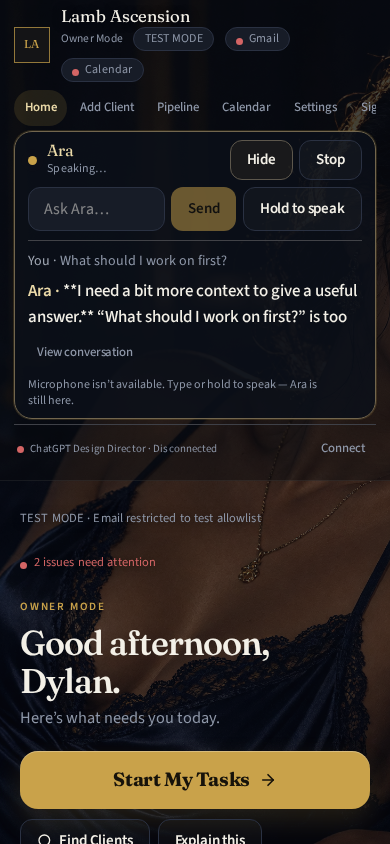 LA
Lamb Ascension
Owner Mode
TEST MODE
Gmail
Calendar
Home Add Client Pipeline Calendar Settings Sig
Ara
Speaking…
Hide
Stop
Ask Ara…
Send
Hold to speak
You · What should I work on first?
Ara · **I need a bit more context to give a useful
answer.** “What should I work on first?” is too
View conversation
Microphone isn’t available. Type or hold to speak — Ara is
still here.
ChatGPT Design Director · Disconnected
Connect
TEST MODE · Email restricted to test allowlist
2 issues need attention
OWNER MODE
Good afternoon,
Dylan.
Here’s what needs you today.
Start My Tasks →
Find Clients
Explain this